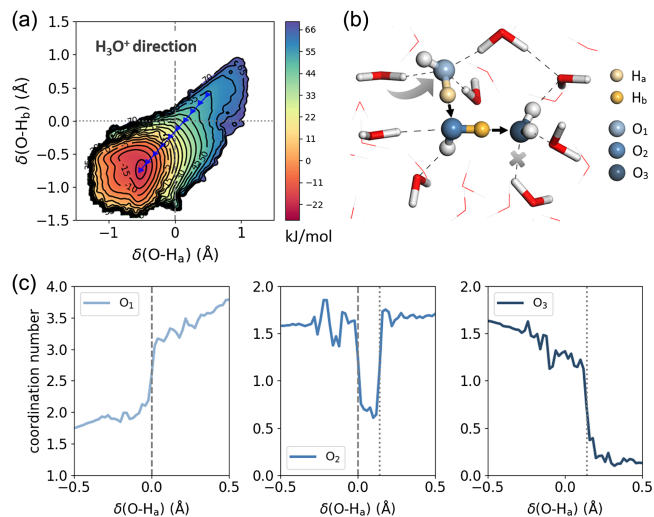 (a)
H₃O⁺ direction
δ(O-Hb) (Å)
1.5
1.0
0.5
0.0
−0.5
−1.0
−1.5
−1
0
1
δ(O-Ha) (Å)
66
55
44
33
22
11
0
−11
−22
kJ/mol
(b)
Ha
Hb
O₁
O₂
O₃
(c)
coordination number
4.0
3.5
3.0
2.5
2.0
1.5
1.0
O₁
−0.5
0.0
0.5
δ(O-Ha) (Å)
2.0
1.5
1.0
0.5
0.0
O₂
−0.5
0.0
0.5
δ(O-Ha) (Å)
2.0
1.5
1.0
0.5
0.0
O₃
−0.5
0.0
0.5
δ(O-Ha) (Å)